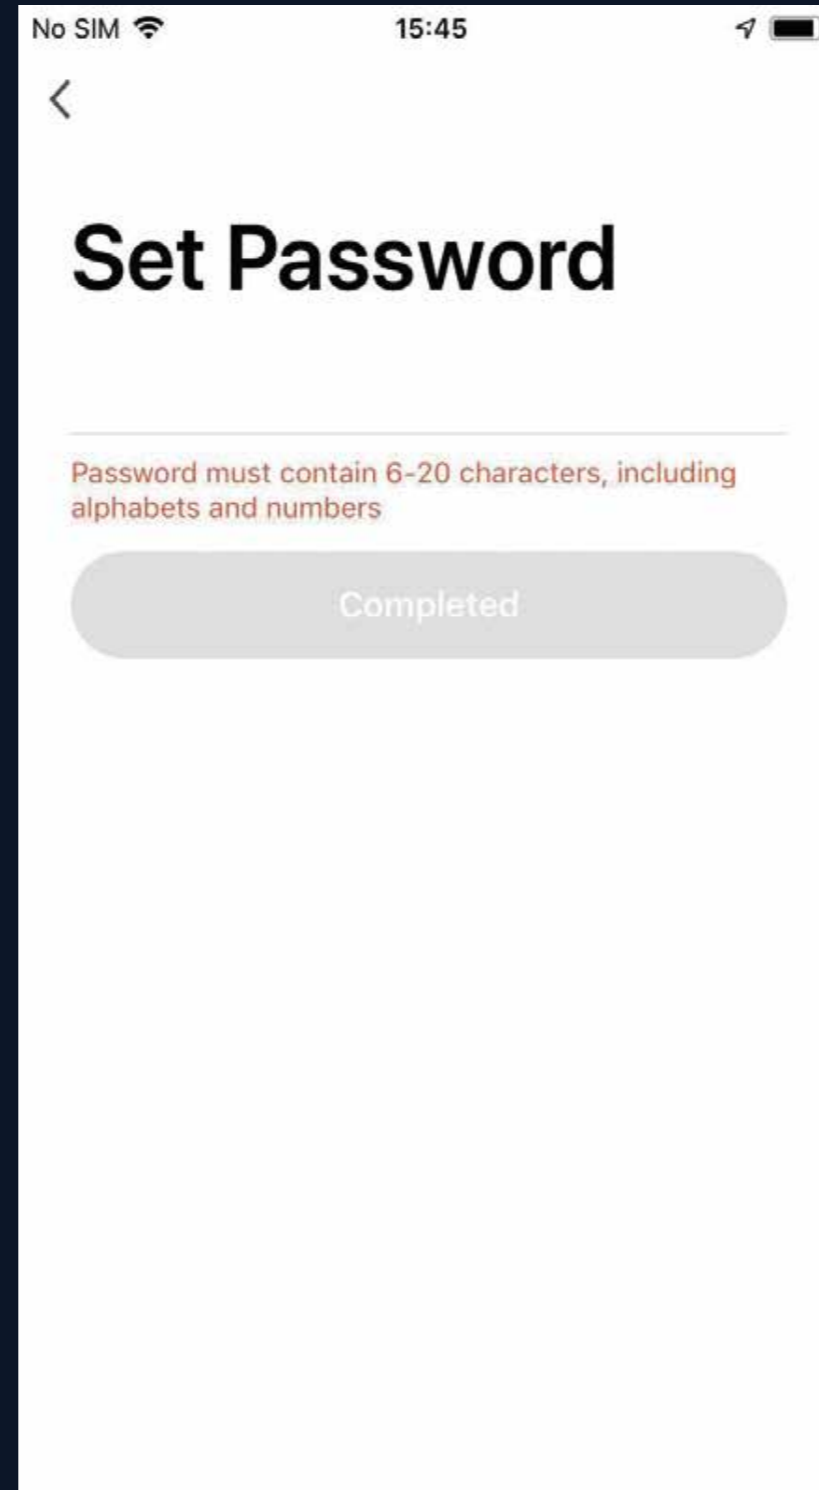 No SIM 15:45
Set Password
Password must contain 6-20 characters, including
alphabets and numbers
Completed